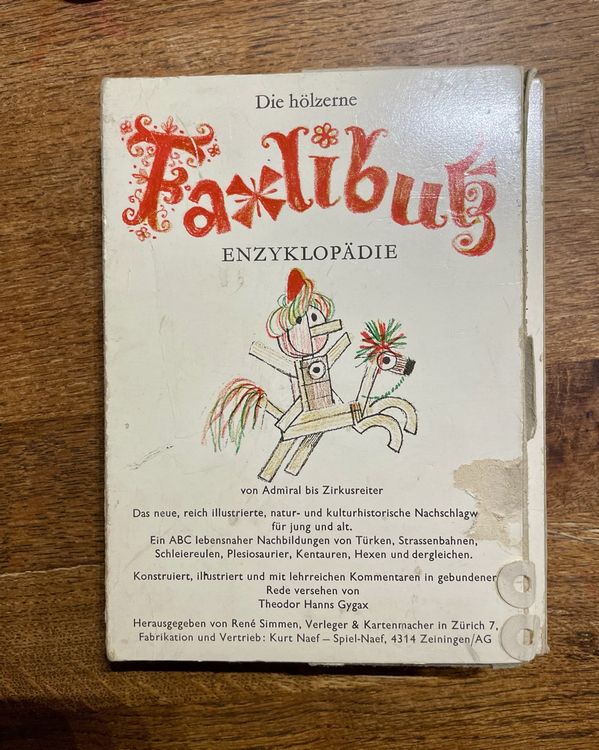 Die hölzerne
Faxlibutz
ENZYKLOPÄDIE
von Admiral bis Zirkusreiter
Das neue, reich illustrierte, natur- und kulturhistorische
für jung und alt.
Ein ABC lebensnaher Nachbildungen von Türken, Strassenbahnen,
Schleiereulen, Plesiosaurier, Kentauren, Hexen und dergleichen.
Konstruiert, illustriert und mit lehrreichen Kommentaren in gebundener
Rede versehen von
Theodor Hanns Gygax
Herausgegeben von René Simmen, Verleger & Kartenmacher in Zürich 7,
Fabrikation und Vertrieb: Kurt Naef – Spiel-Naef, 4314 Zeiningen/AG